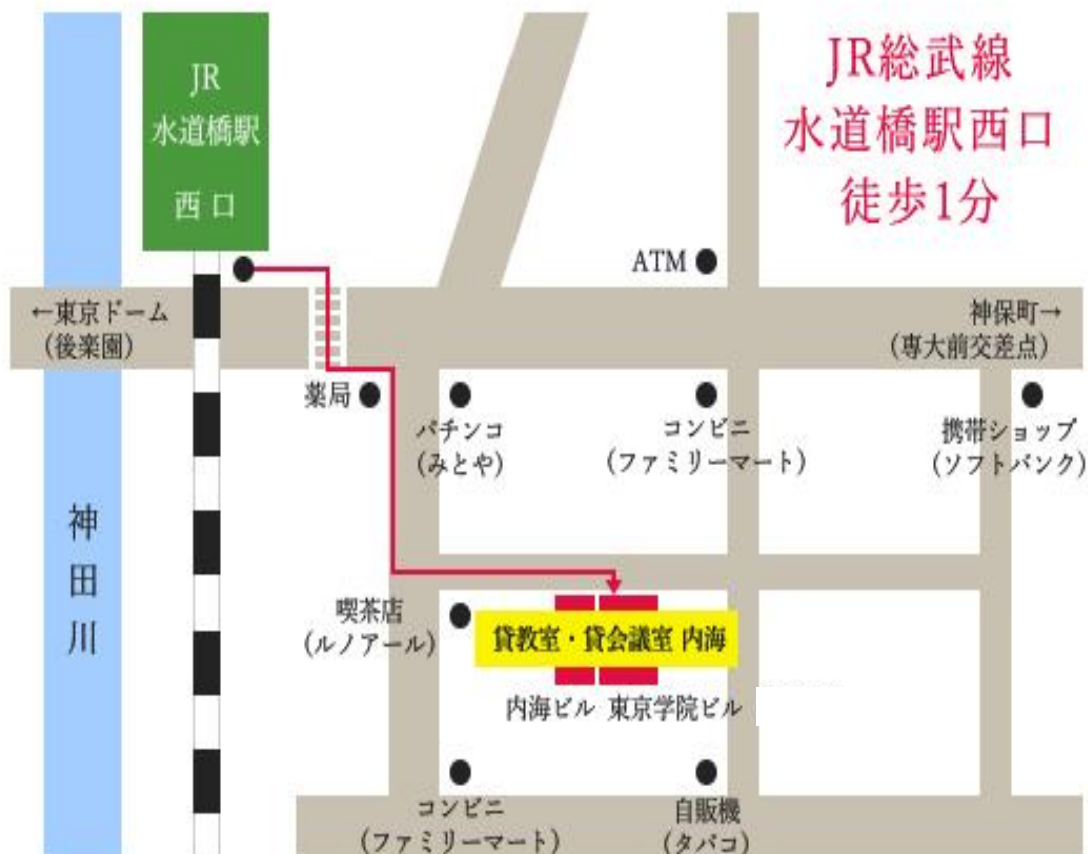 JR
水道橋駅
西口
JR総武線
水道橋駅西口
徒歩1分
ATM
←東京ドーム
(後楽園)
神保町→
(専大前交差点)
薬局
パチンコ
(みとや)
コンビニ
(ファミリーマート)
携帯ショップ
(ソフトバンク)
神田川
喫茶店
(ルノアール)
貸教室・貸会議室 内海
内海ビル 東京学院ビル
コンビニ
(ファミリーマート)
自販機
(タバコ)